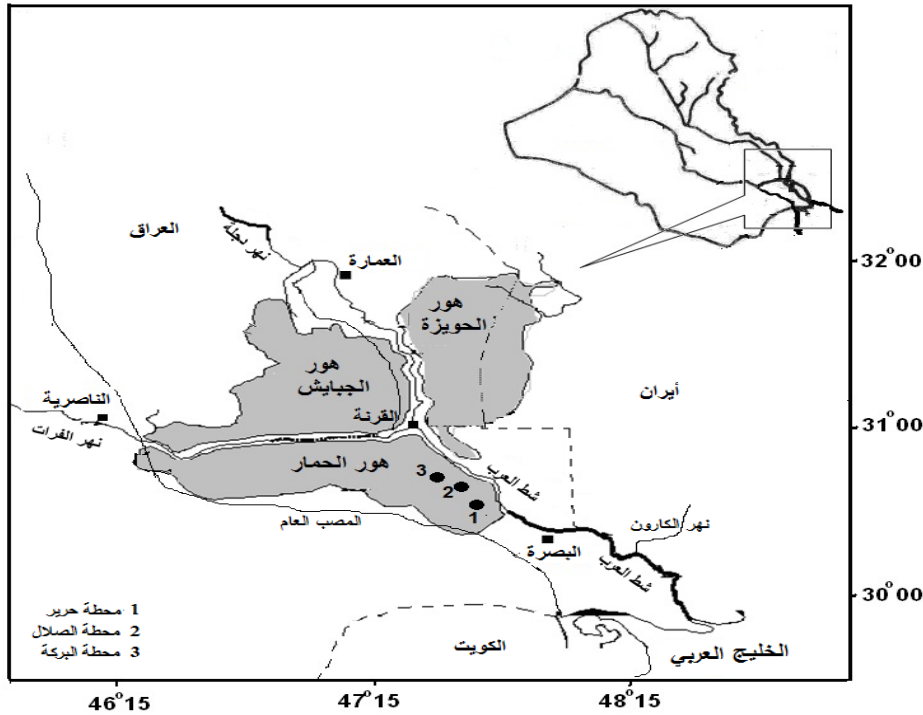 العراق
نهر دجلة
العمارة
هور
الحويزة
32°00
هور
الجبايش
أيران
الناصرية
القرنة
نهر الفرات
31°00
هور الحمار
3
2
1
شط العرب
المصب العام
نهر الكارون
البصرة
شط العرب
30°00
1 محطة حرير
2 محطة الصلال
3 محطة البركة
الكويت
الخليج العربي
46°15
47°15
48°15